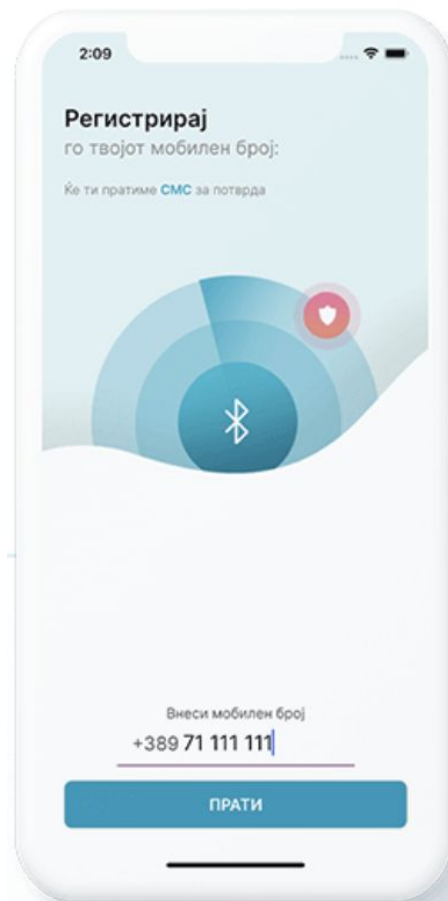 2:09
Регистрирај
го твојот мобилен број:
Ќе ти пратиме СМС за потврда
Внеси мобилен број
+389 71 111 111
ПРАТИ